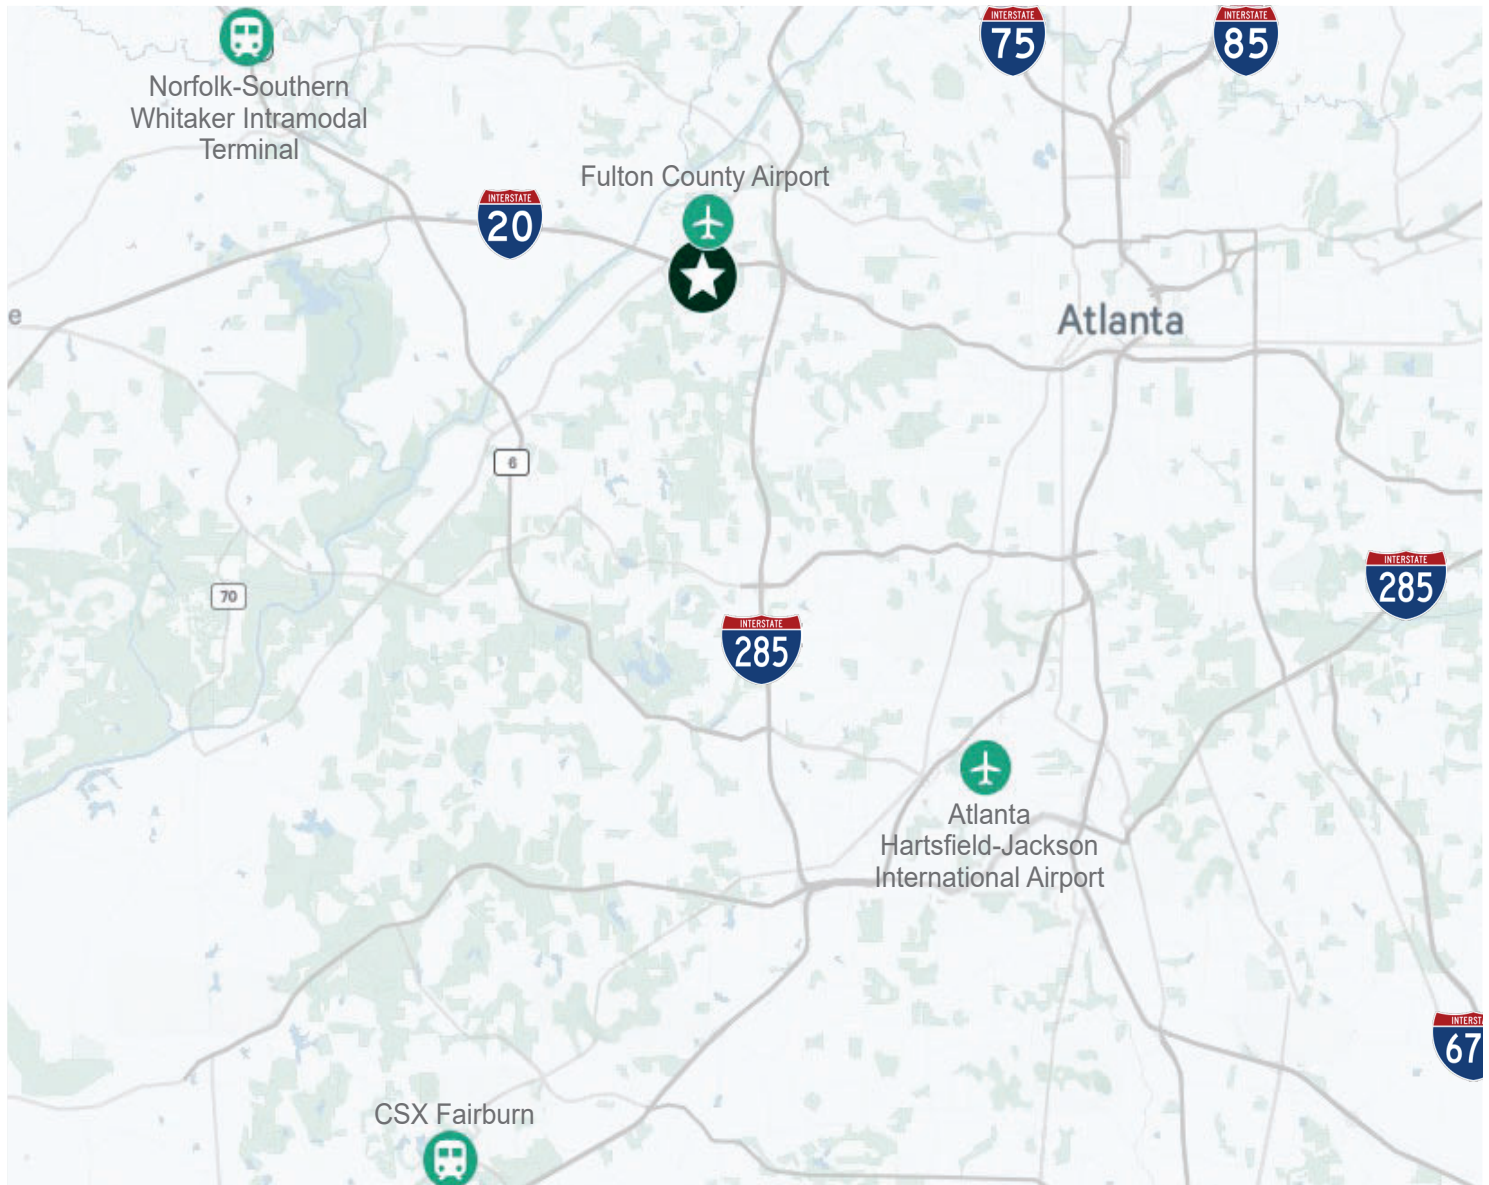 INTERSTATE
75
INTERSTATE
85
Norfolk-Southern
Whitaker Intramodal
Terminal
Fulton County Airport
INTERSTATE
20
e
Atlanta
6
INTERSTATE
285
70
INTERSTATE
285
Atlanta
Hartsfield-Jackson
International Airport
INTERSTA
67
CSX Fairburn